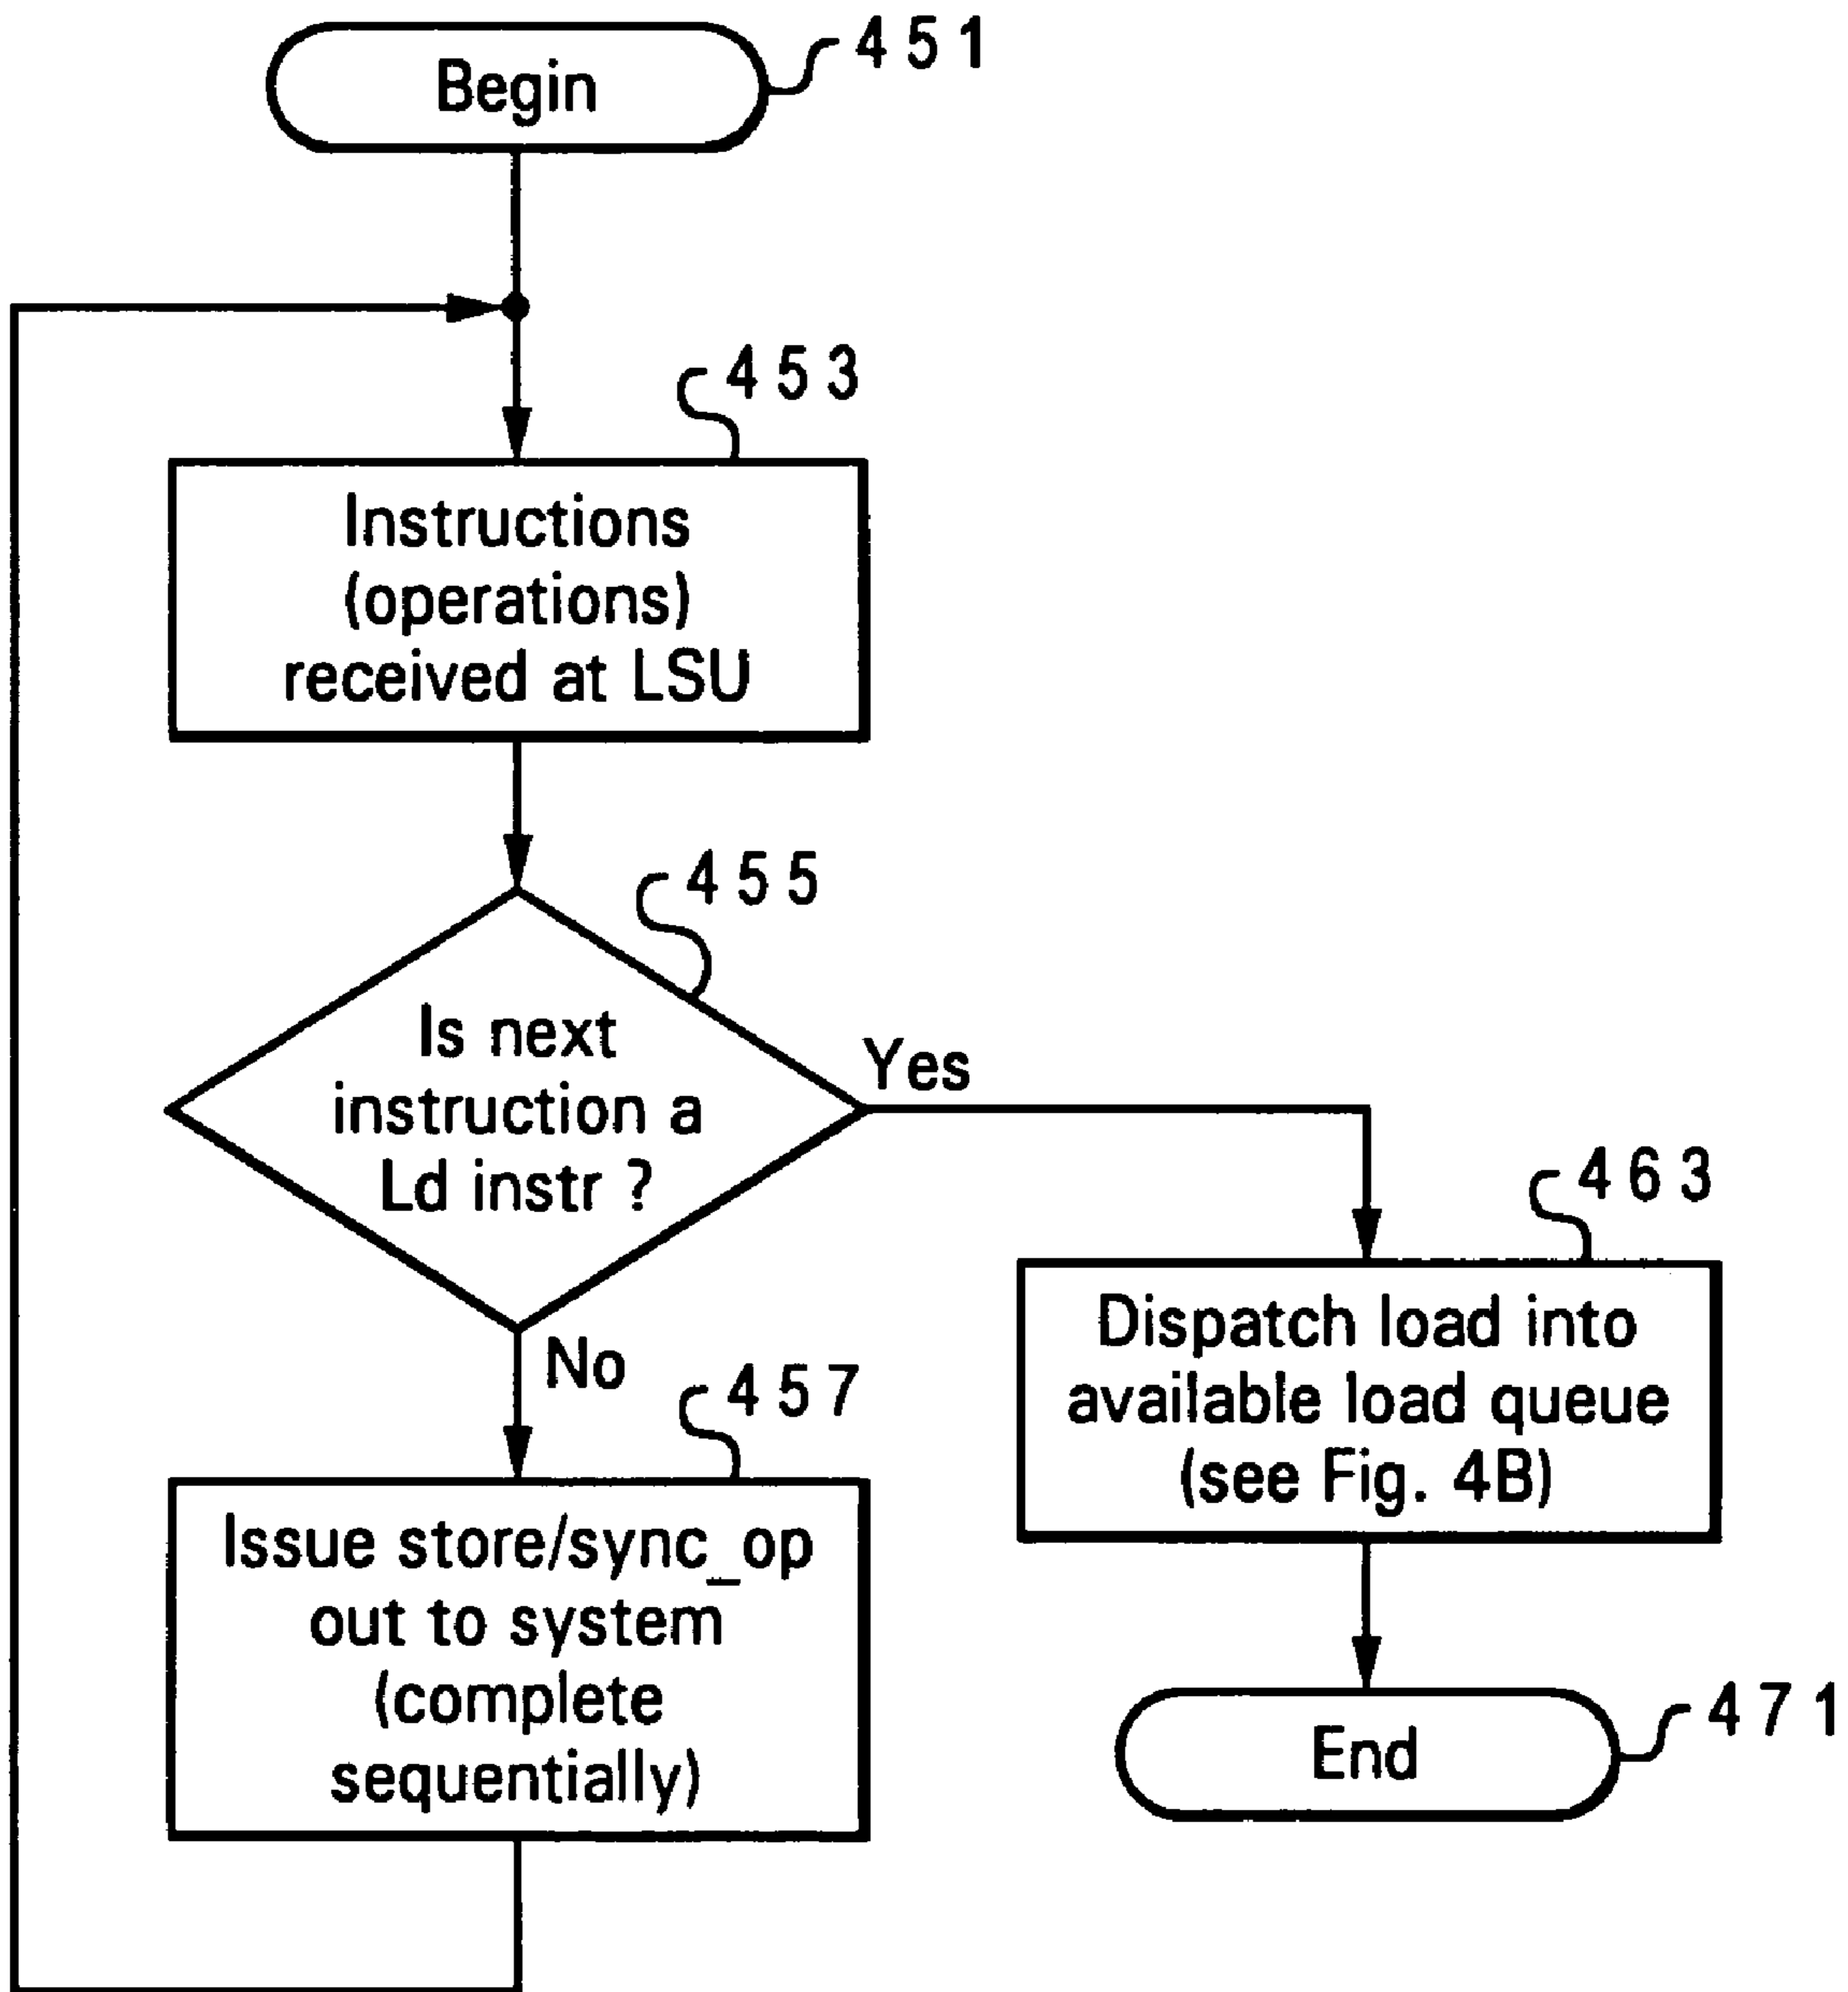 Begin
451
453
Instructions
(operations)
received at LSU
455
Is next
instruction a
Ld instr ?
Yes
No
463
Dispatch load into
available load queue
(see Fig. 4B)
457
Issue store/sync_op
out to system
(complete
sequentially)
End
471